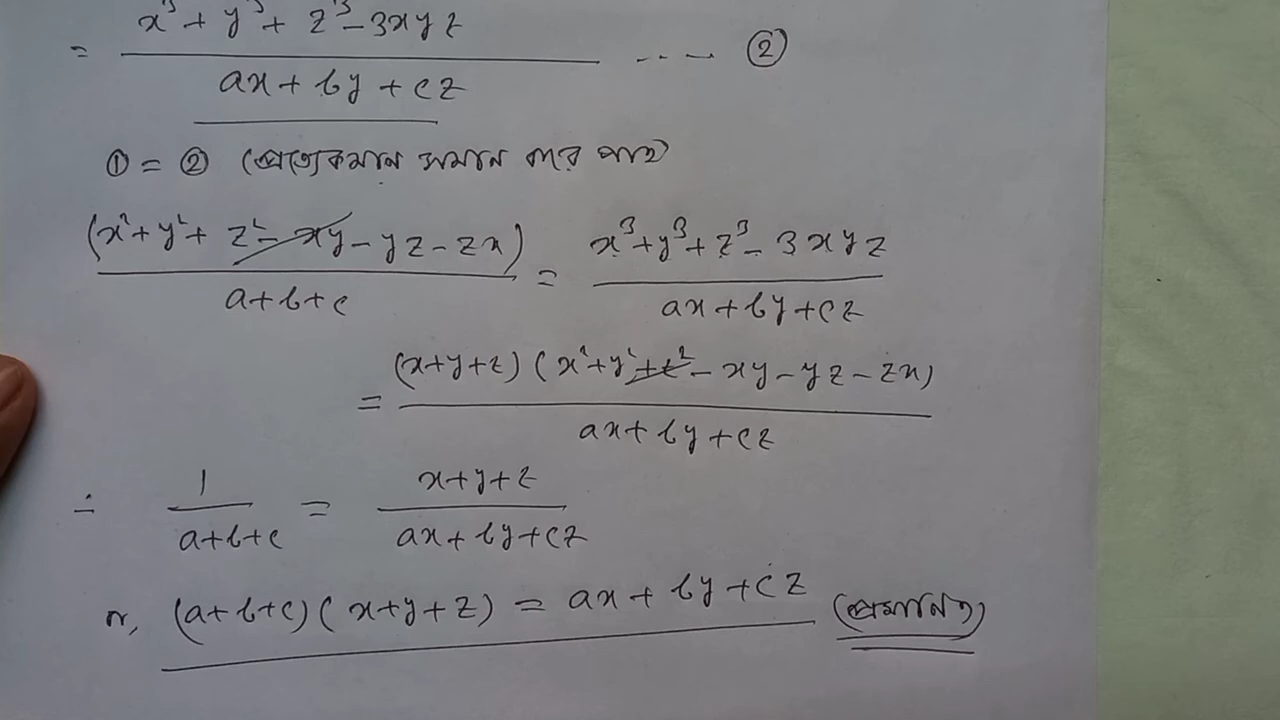 = x³ + y³ + z³ - 3xyz / ax + by + cz .... ②
① = ② (প্রত্যেকমান সমান বলে পাই)
(x² + y² + z² - xy - yz - zx) / a+b+c = x³ + y³ + z³ - 3xyz / ax + by + cz
= (x+y+z) (x² + y² + z² - xy - yz - zx) / ax + by + cz
∴ 1 / a+b+c = x+y+z / ax + by + cz
or, (a+b+c) (x+y+z) = ax + by + cz (প্রমাণিত)